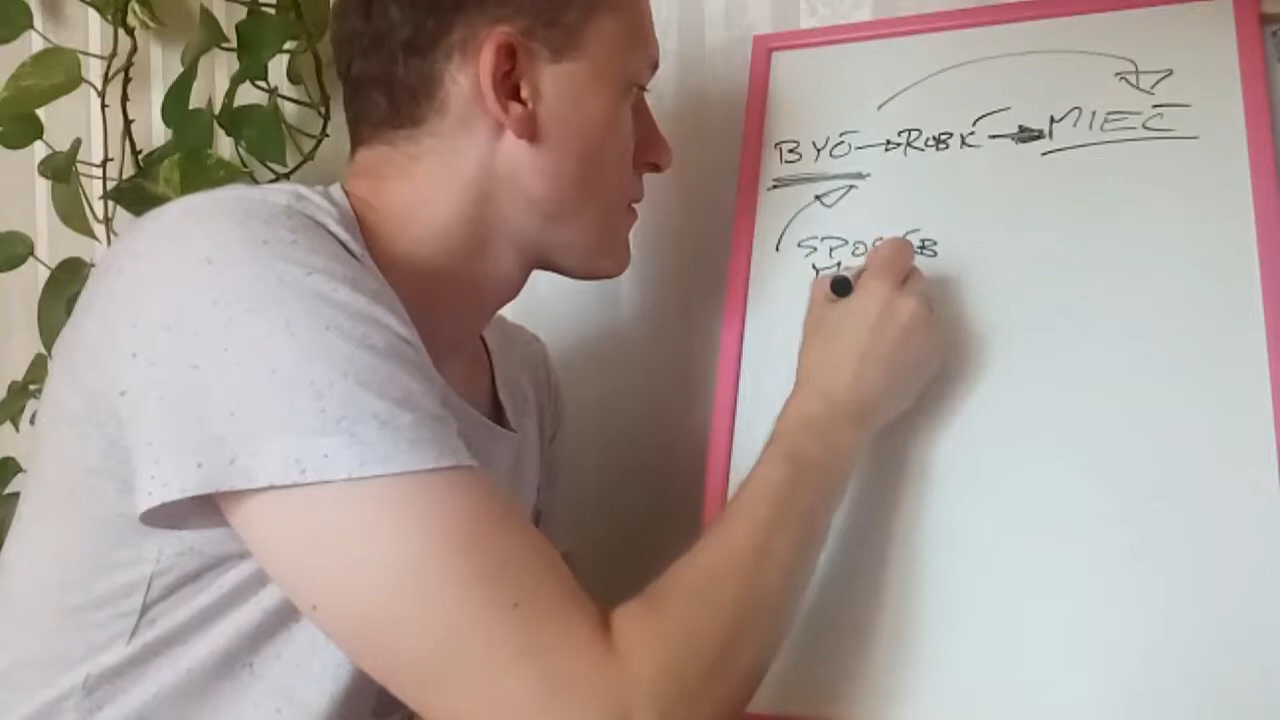 BYĆ → ROBIĆ → MIEĆ
SPOSÓB